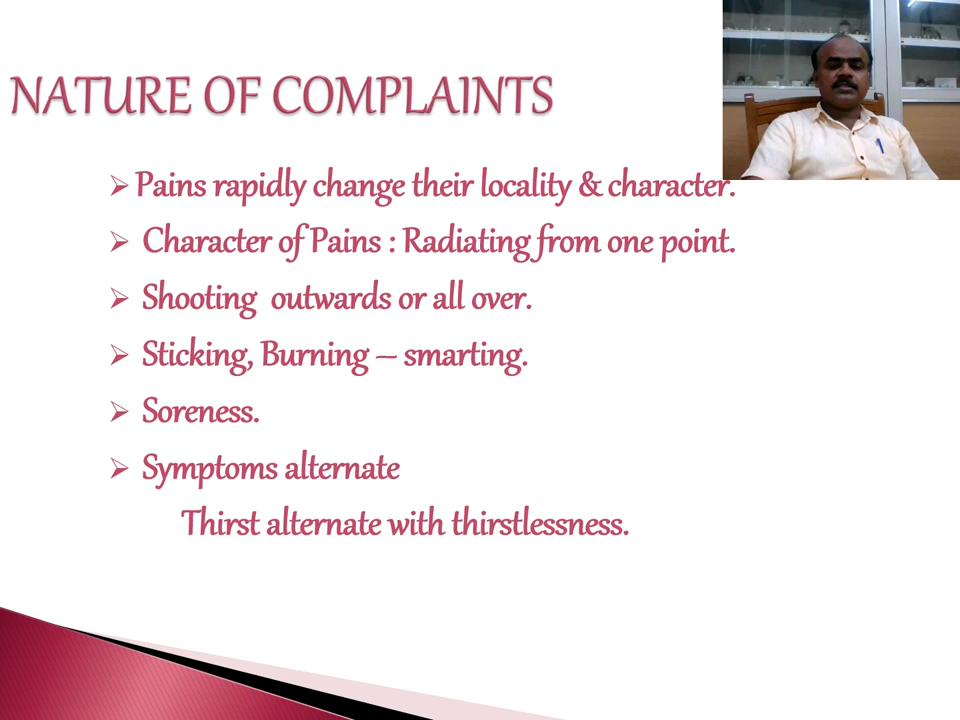 NATURE OF COMPLAINTS
Pains rapidly change their locality & character.
Character of Pains : Radiating from one point.
Shooting outwards or all over.
Sticking, Burning – smarting.
Soreness.
Symptoms alternate
Thirst alternate with thirstlessness.